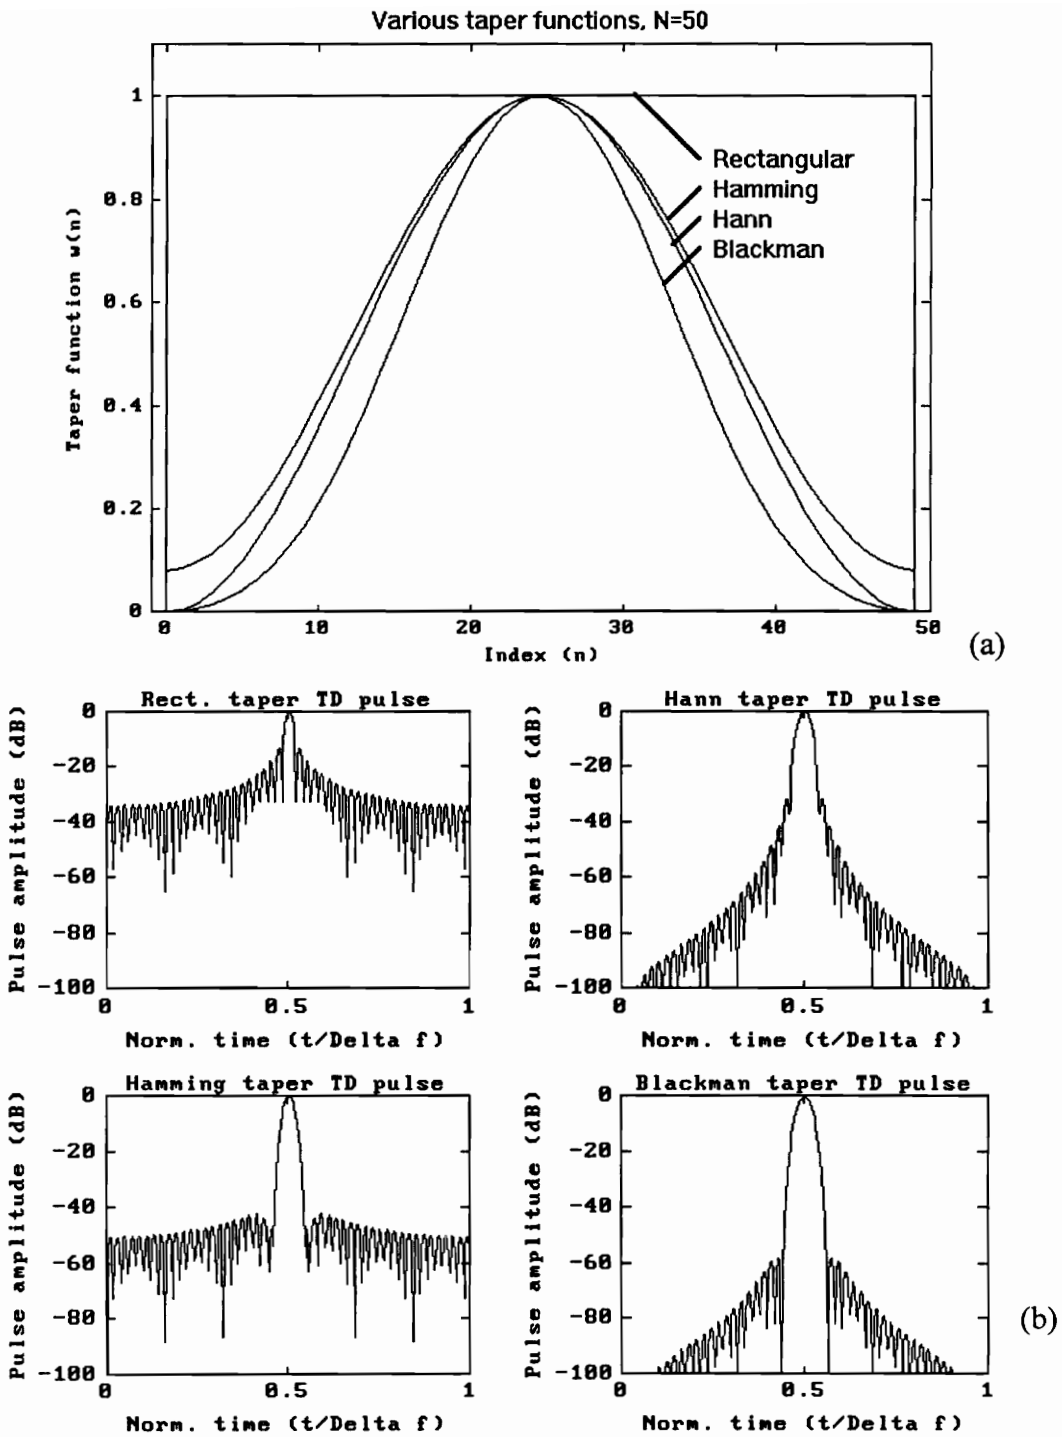 Various taper functions, N=50
1
0.8
0.6
0.4
0.2
0
Taper function w(n)
Rectangular
Hamming
Hann
Blackman
0 10 20 30 40 50
Index (n)
(a)
Rect. taper TD pulse
Pulse amplitude (dB)
0
-20
-40
-60
-80
-100
0 0.5 1
Norm. time (t/Delta f)
Hann taper TD pulse
Pulse amplitude (dB)
0
-20
-40
-60
-80
-100
0 0.5 1
Norm. time (t/Delta f)
Hamming taper TD pulse
Pulse amplitude (dB)
0
-20
-40
-60
-80
-100
0 0.5 1
Norm. time (t/Delta f)
Blackman taper TD pulse
Pulse amplitude (dB)
0
-20
-40
-60
-80
-100
0 0.5 1
Norm. time (t/Delta f)
(b)